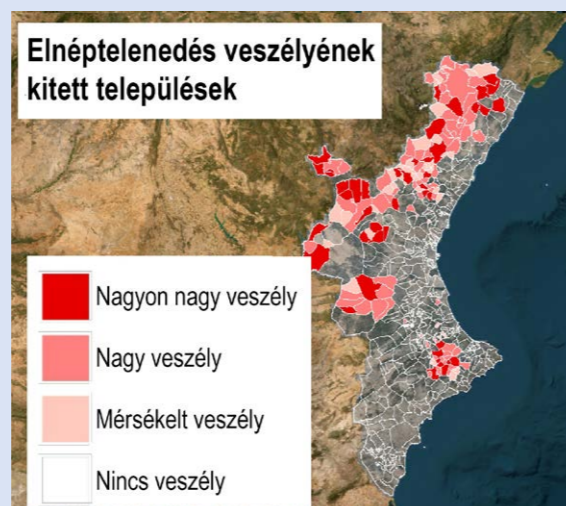 Elnéptelenedés veszélyének
kitett települések
Nagyon nagy veszély
Nagy veszély
Mérsékelt veszély
Nincs veszély